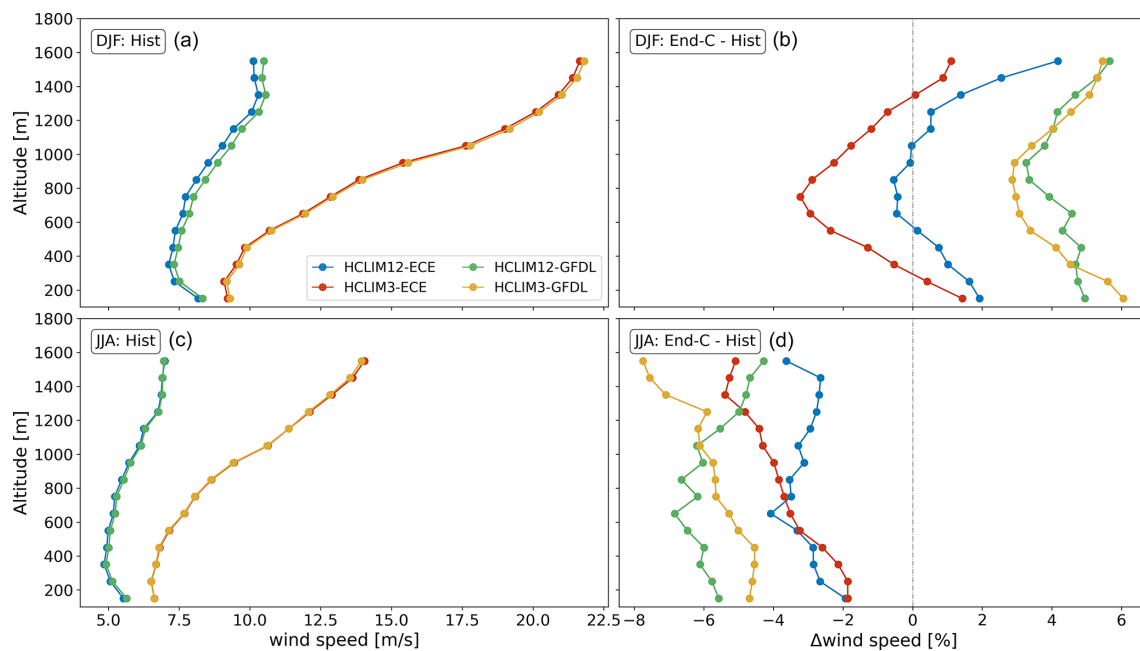 DJF: Hist (a)
DJF: End-C - Hist (b)
1800
1600
1400
1200
1000
800
600
400
200
Altitude [m]
HCLIM12-ECE HCLIM12-GFDL
HCLIM3-ECE HCLIM3-GFDL
JJA: Hist (c)
JJA: End-C - Hist (d)
1800
1600
1400
1200
1000
800
600
400
200
Altitude [m]
5.0 7.5 10.0 12.5 15.0 17.5 20.0 22.5
−8 −6 −4 −2 0 2 4 6
wind speed [m/s]
Δwind speed [%]